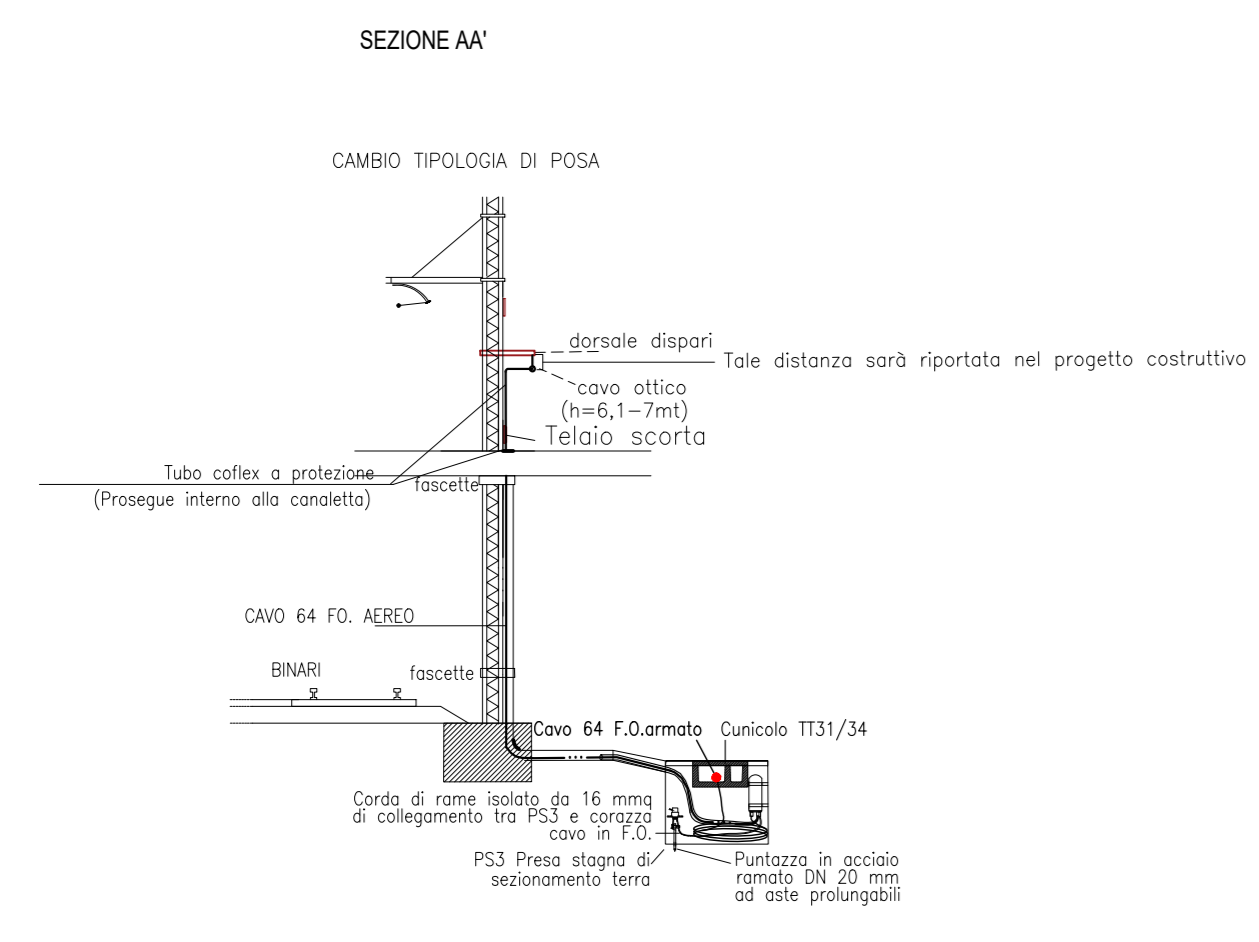 SEZIONE AA'
CAMBIO TIPOLOGIA DI POSA
dorsale dispari
Tale distanza sarà riportata nel progetto costruttivo
cavo ottico
(h=6,1-7mt)
Telaio scorta
Tubo coflex a protezione
(Prosegue interno alla canaletta)
fascette
CAVO 64 FO. AEREO
BINARI
fascette
Cavo 64 F.O.armato
Cunicolo TT31/34
Corda di rame isolato da 16 mmq
di collegamento tra PS3 e corazza
cavo in F.O.
PS3 Presa stagna di
sezionamento terra
Puntazza in acciaio
ramato DN 20 mm
ad aste prolungabili